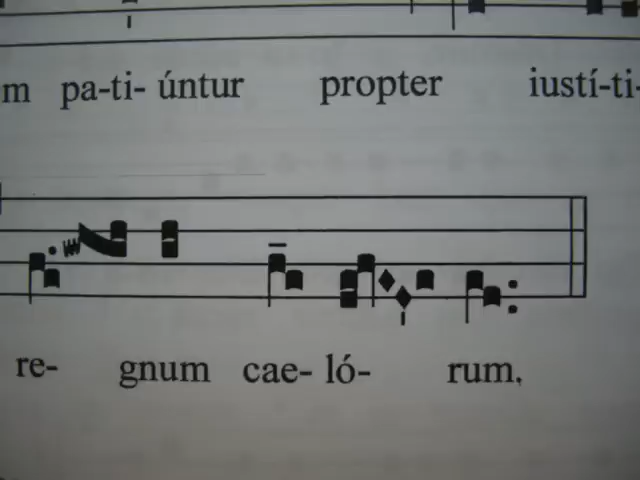 m pa-ti- úntur propter iustí-ti-
re- gnum cae- ló- rum.